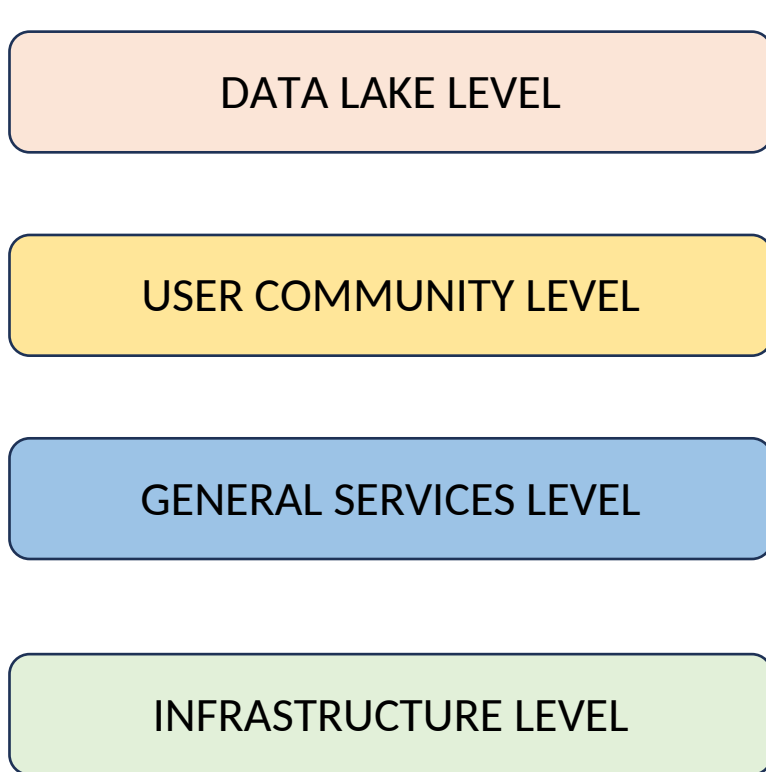 DATA LAKE LEVEL
USER COMMUNITY LEVEL
GENERAL SERVICES LEVEL
INFRASTRUCTURE LEVEL